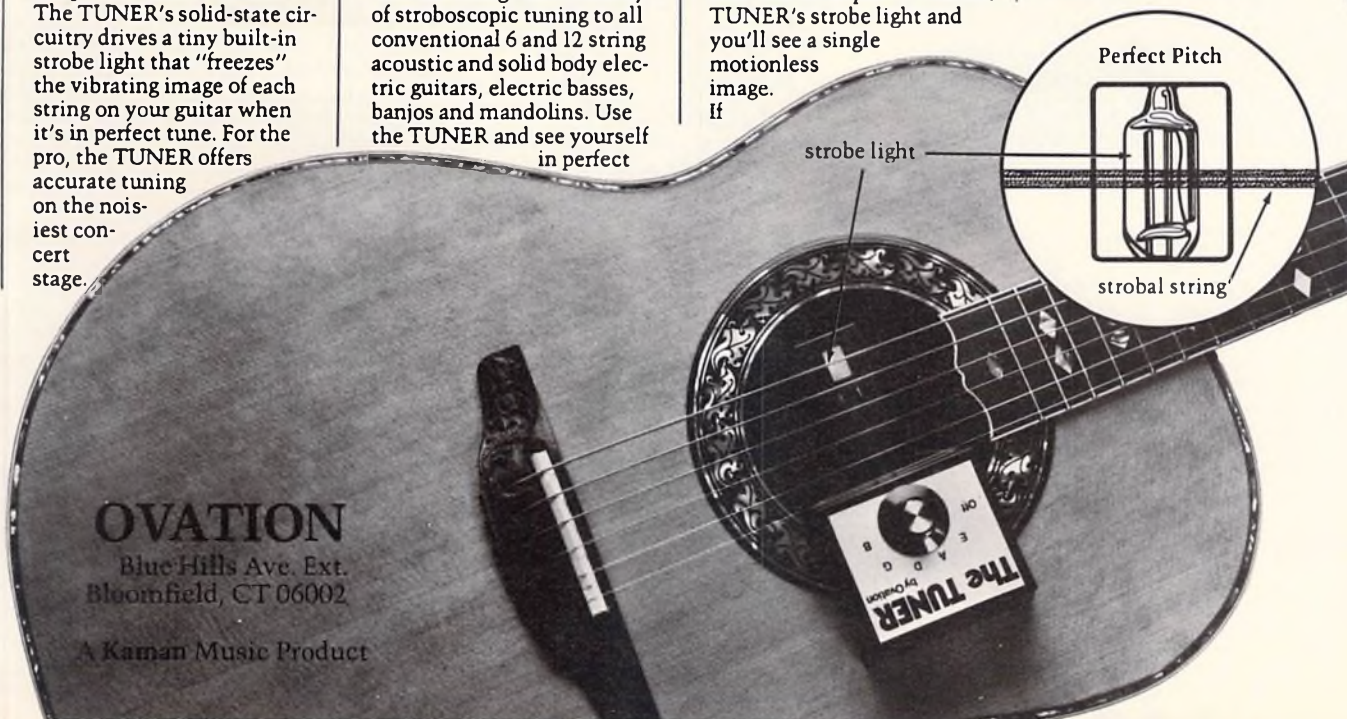 The TUNER's solid-state cir-
cuitry drives a tiny built-in
strobe light that "freezes"
the vibrating image of each
string on your guitar when
it's in perfect tune. For the
pro, the TUNER offers
accurate tuning
on the nois-
iest con-
cert
stage.
of stroboscopic tuning to all
conventional 6 and 12 string
acoustic and solid body elec-
tric guitars, electric basses,
banjos and mandolins. Use
the TUNER and see yourself
in perfect
TUNER's strobe light and
you'll see a single
motionless
image.
If
Perfect Pitch
strobe light
strobal string
The TUNER
by Ovation
E A D G B
Off
OVATION
Blue Hills Ave. Ext.
Bloomfield, CT 06002
A Kaman Music Product